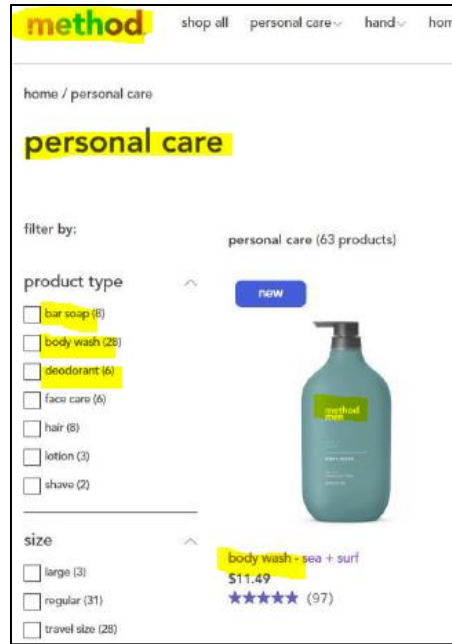 method.
shop all personal care hand hom
home / personal care
personal care
filter by:
personal care (63 products)
product type
new
bar soap (8)
body wash (28)
deodorant (6)
face care (6)
hair (8)
lotion (3)
shave (2)
method
men
BODY WASH
size
large (3)
regular (31)
travel size (28)
body wash - sea + surf
$11.49
(97)